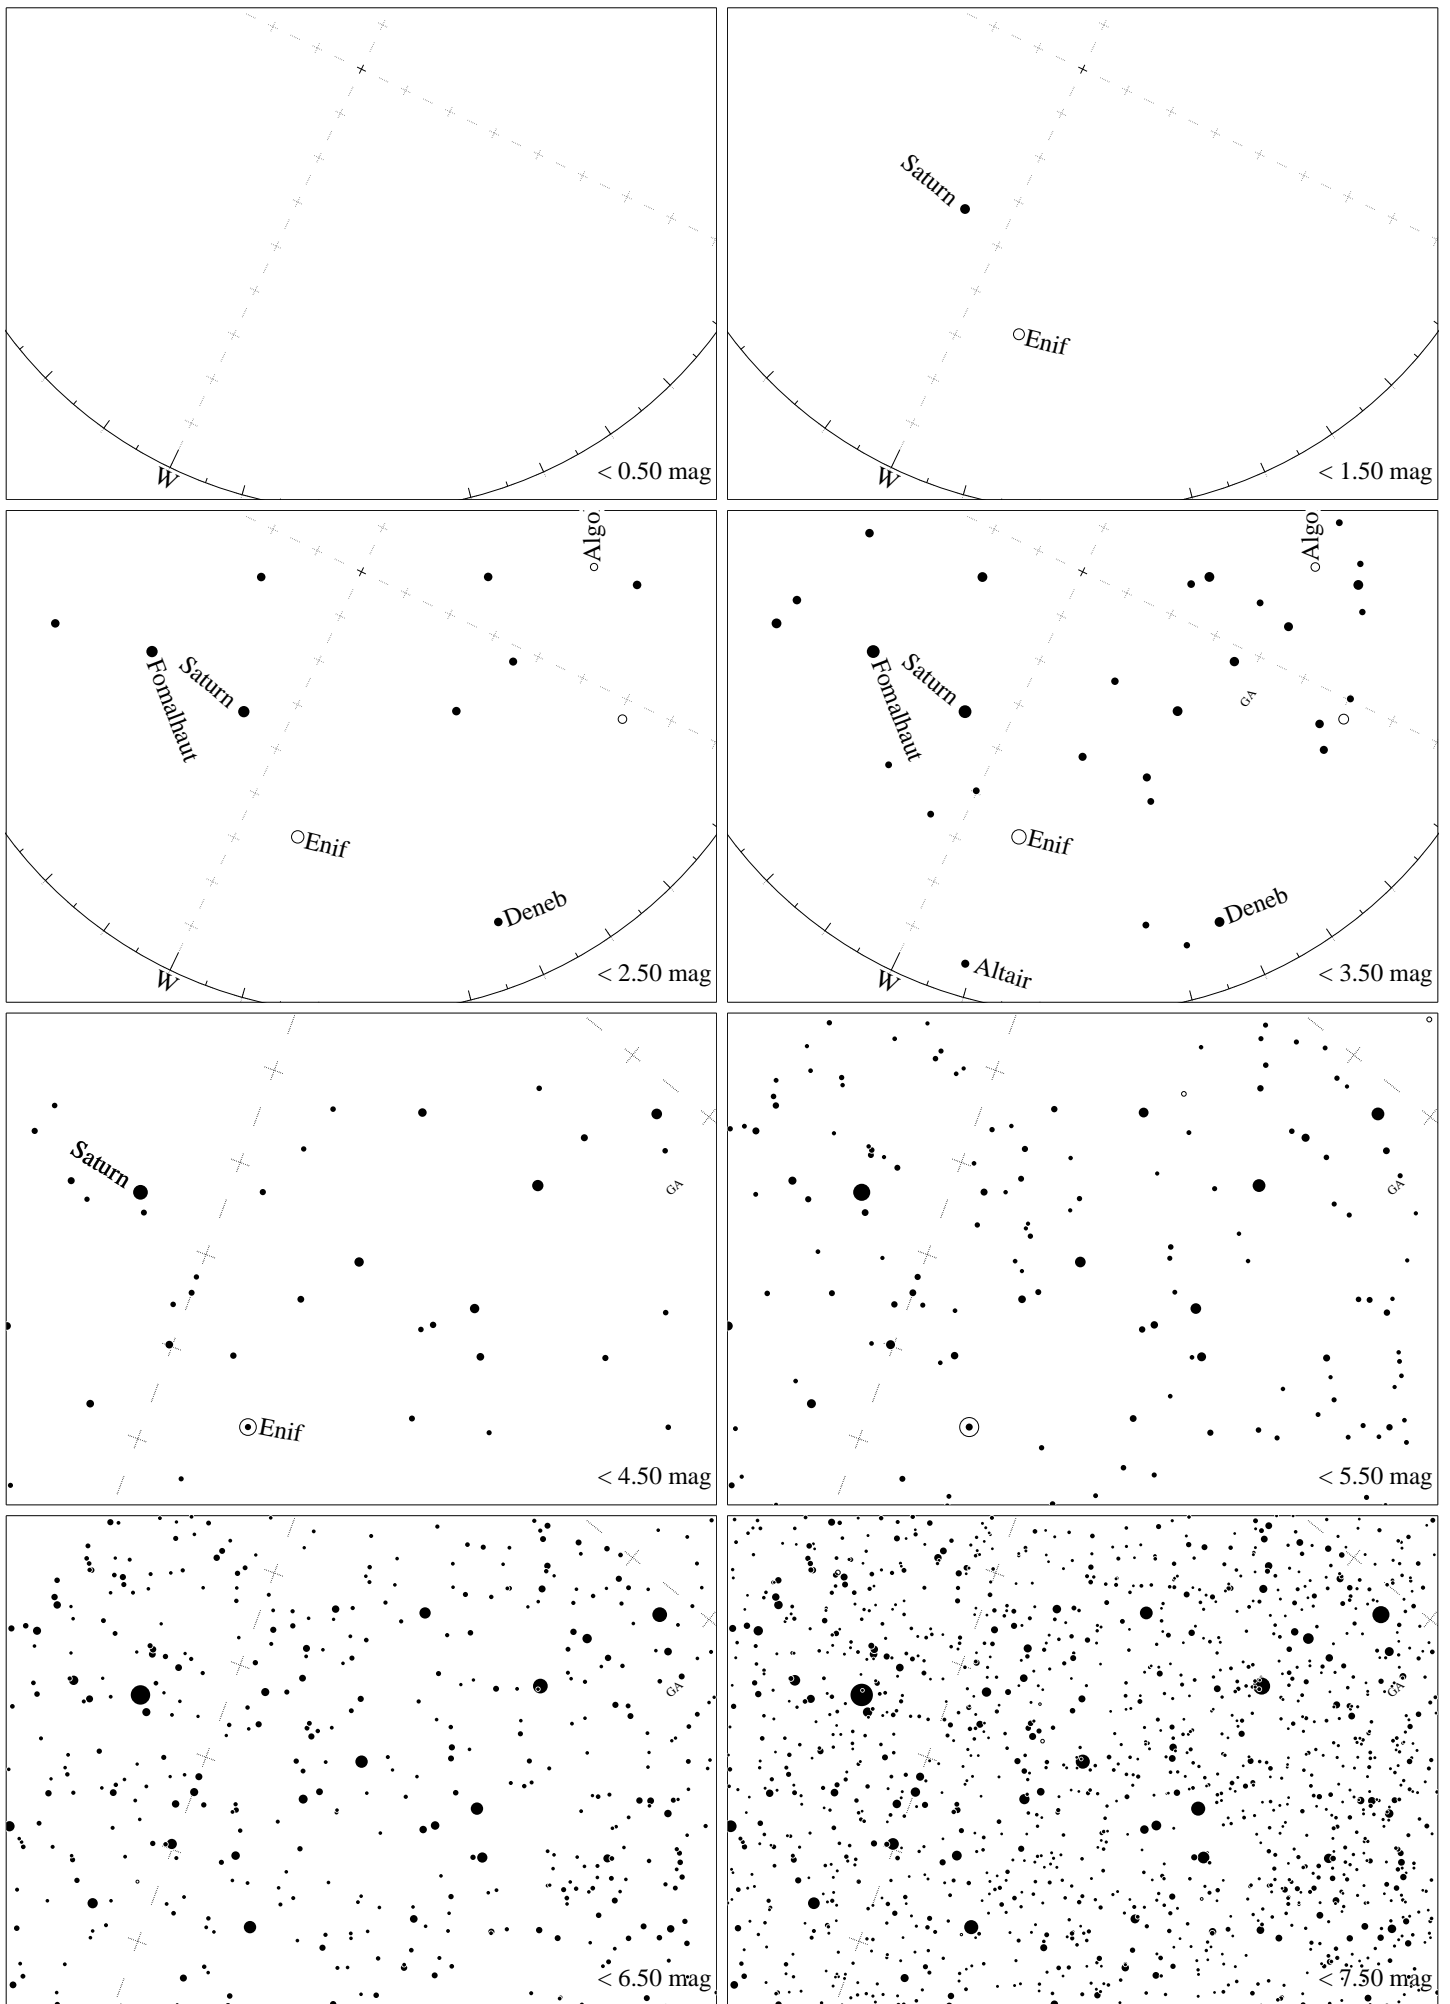 W
< 0.50 mag
Saturn
Enif
W
< 1.50 mag
Algo
Fomalhaut
Saturn
Enif
Deneb
W
< 2.50 mag
Algo
GA
Fomalhaut
Saturn
Enif
Deneb
W
Altair
< 3.50 mag
Saturn
GA
Enif
< 4.50 mag
GA
< 5.50 mag
GA
< 6.50 mag
GA
< 7.50 mag